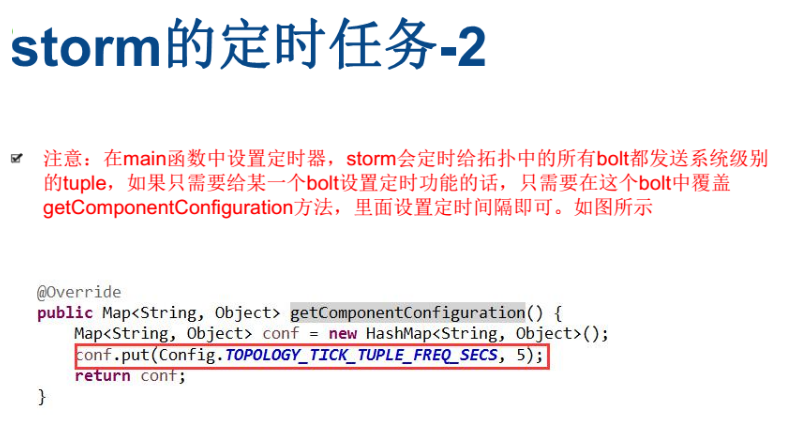 storm的定时任务-2
注意：在main函数中设置定时器，storm会定时给拓扑中的所有bolt都发送系统级别
的tuple，如果只需要给某一个bolt设置定时功能的话，只需要在这个bolt中覆盖
getComponentConfiguration方法，里面设置定时间隔即可。如图所示
@Override
public Map<String, Object> getComponentConfiguration() {
    Map<String, Object> conf = new HashMap<String, Object>();
    conf.put(Config.TOPOLOGY_TICK_TUPLE_FREQ_SECS, 5);
    return conf;
}